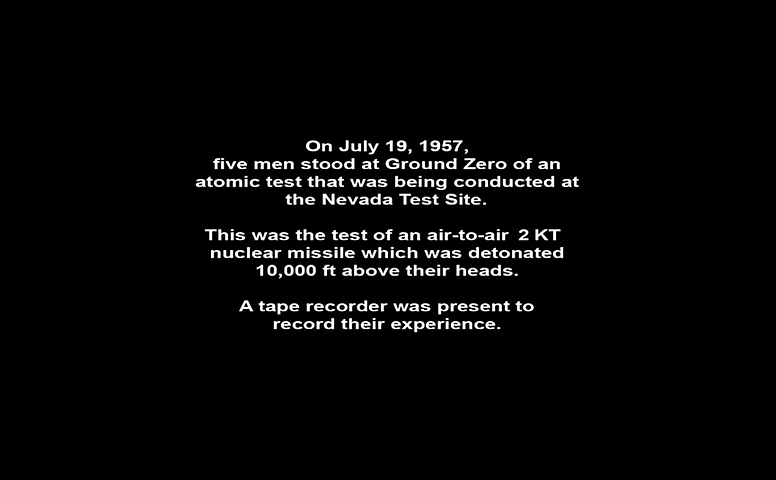 On July 19, 1957,
five men stood at Ground Zero of an
atomic test that was being conducted at
the Nevada Test Site.
This was the test of an air-to-air 2 KT
nuclear missile which was detonated
10,000 ft above their heads.
A tape recorder was present to
record their experience.